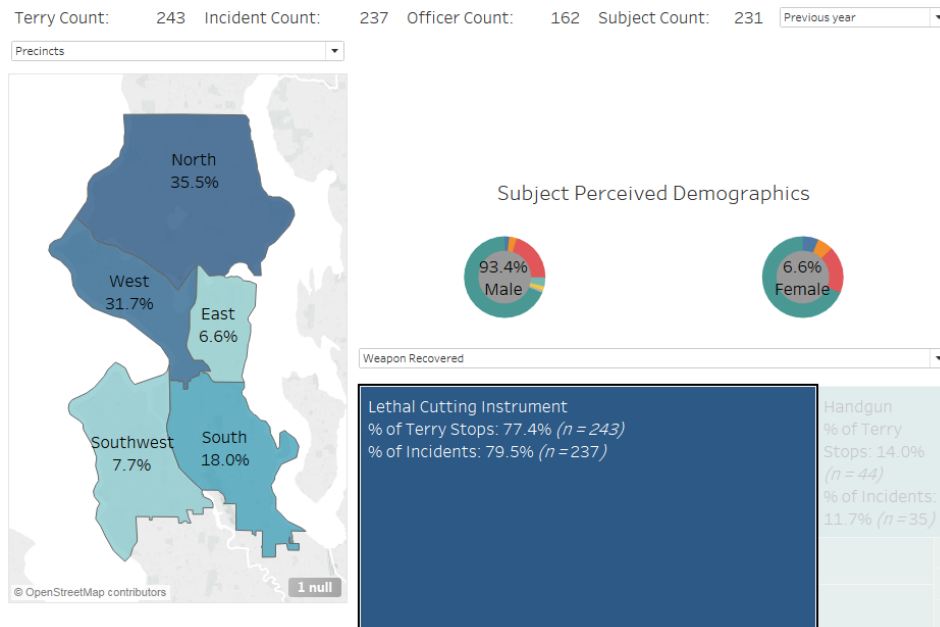 Terry Count: 243 Incident Count: 237 Officer Count: 162 Subject Count: 231 Previous year
Precincts
North
35.5%
West
31.7%
East
6.6%
Southwest
7.7%
South
18.0%
1 null
© OpenStreetMap contributors
Subject Perceived Demographics
93.4%
Male
6.6%
Female
Weapon Recovered
Lethal Cutting Instrument
% of Terry Stops: 77.4% (n = 243)
% of Incidents: 79.5% (n = 237)
Handgun
% of Terry
Stops: 14.0%
(n = 44)
% of Incidents:
11.7% (n = 35)